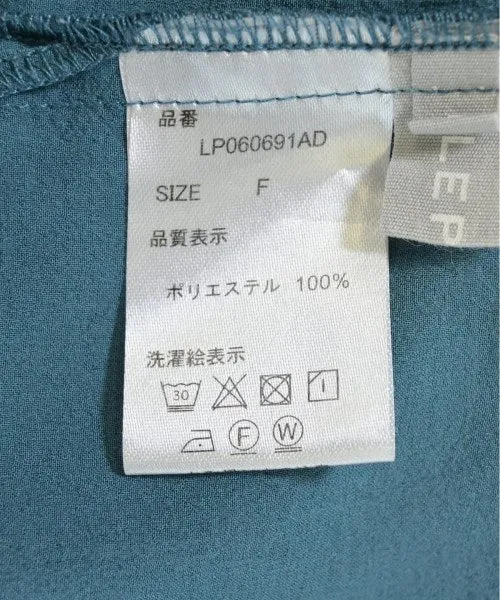 品番
LP060691AD
SIZE F
品質表示
ポリエステル 100%
洗濯絵表示
30
F W
LEP